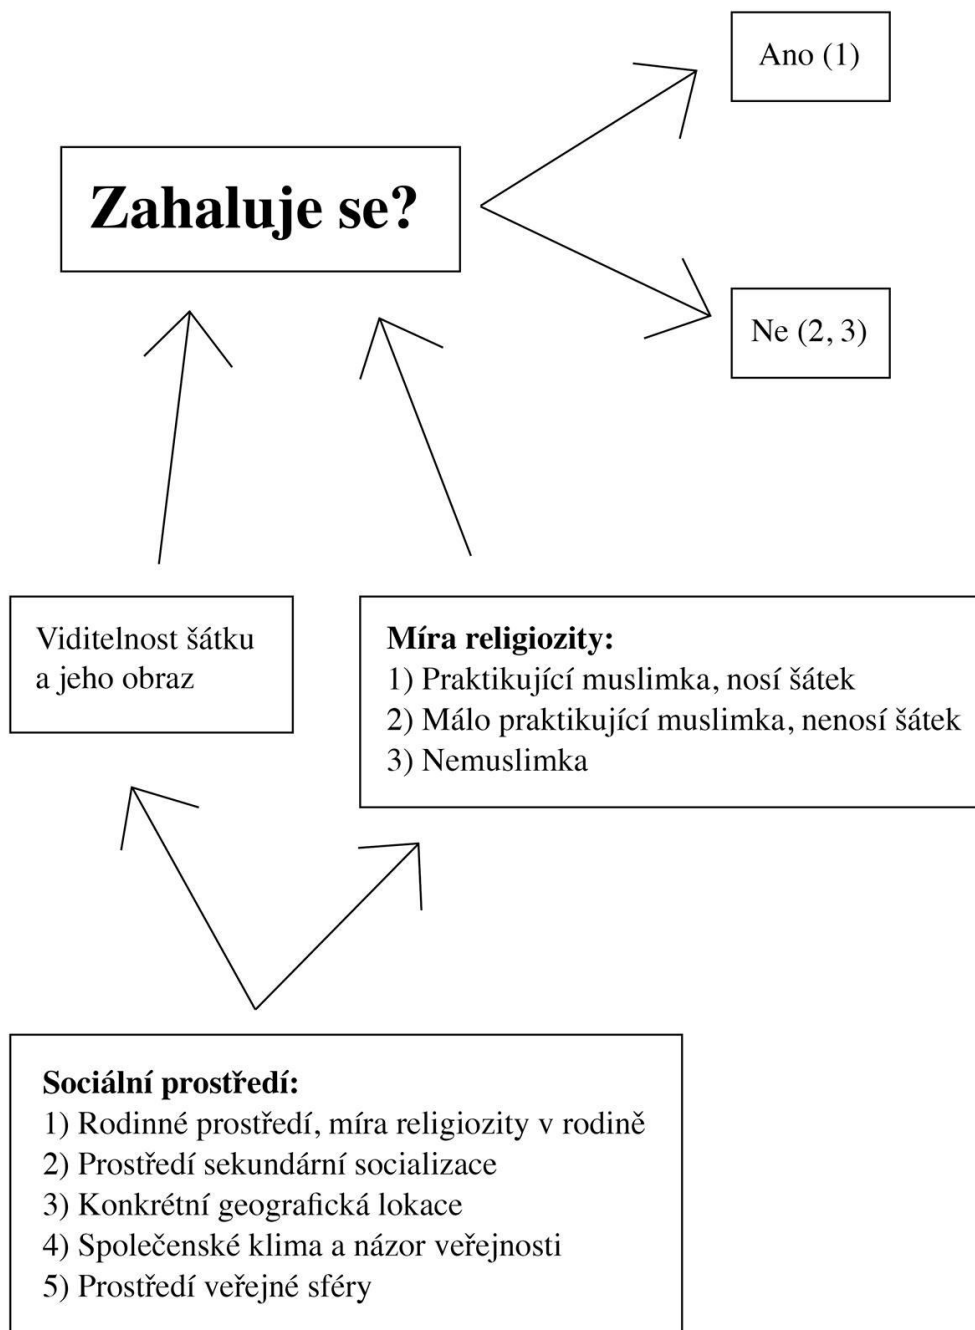 Ano (1)
Zahaluje se?
Ne (2, 3)
Viditelnost šátku
a jeho obraz
Míra religiozity:
1) Praktikující muslimka, nosí šátek
2) Málo praktikující muslimka, nenosí šátek
3) Nemuslimka
Sociální prostředí:
1) Rodinné prostředí, míra religiozity v rodině
2) Prostředí sekundární socializace
3) Konkrétní geografická lokace
4) Společenské klima a názor veřejnosti
5) Prostředí veřejné sféry